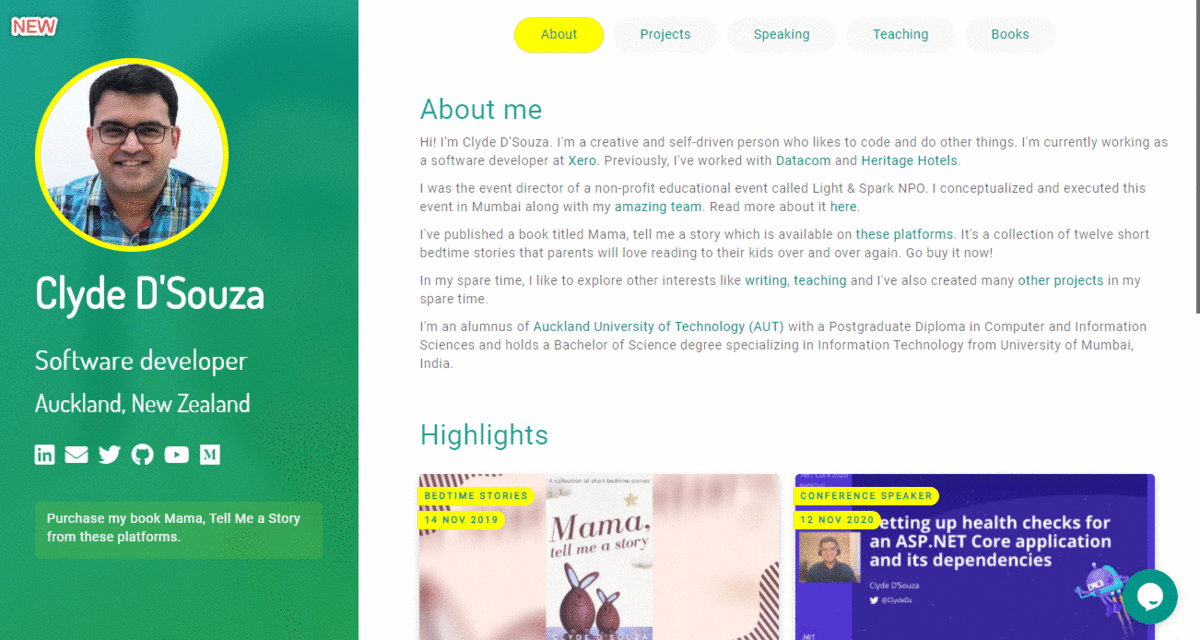 NEW
Clyde D'Souza
Software developer
Auckland, New Zealand
Purchase my book Mama, Tell Me a Story
from these platforms.
About
Projects
Speaking
Teaching
Books
About me
Hi! I'm Clyde D'Souza. I'm a creative and self-driven person who likes to code and do other things. I'm currently working as
a software developer at Xero. Previously, I've worked with Datacom and Heritage Hotels.
I was the event director of a non-profit educational event called Light & Spark NPO. I conceptualized and executed this
event in Mumbai along with my amazing team. Read more about it here.
I've published a book titled Mama, tell me a story which is available on these platforms. It's a collection of twelve short
bedtime stories that parents will love reading to their kids over and over again. Go buy it now!
In my spare time, I like to explore other interests like writing, teaching and I've also created many other projects in my
spare time.
I'm an alumnus of Auckland University of Technology (AUT) with a Postgraduate Diploma in Computer and Information
Sciences and holds a Bachelor of Science degree specializing in Information Technology from University of Mumbai,
India.
Highlights
BEDTIME STORIES
14 NOV 2019
A collection of short bedtime stories
Mama,
tell me a story
CLYDE D'SOUZA
CONFERENCE SPEAKER
12 NOV 2020
etting up health checks for
an ASP.NET Core application
and its dependencies
Clyde D'Souza
@ClydeDz
.NET